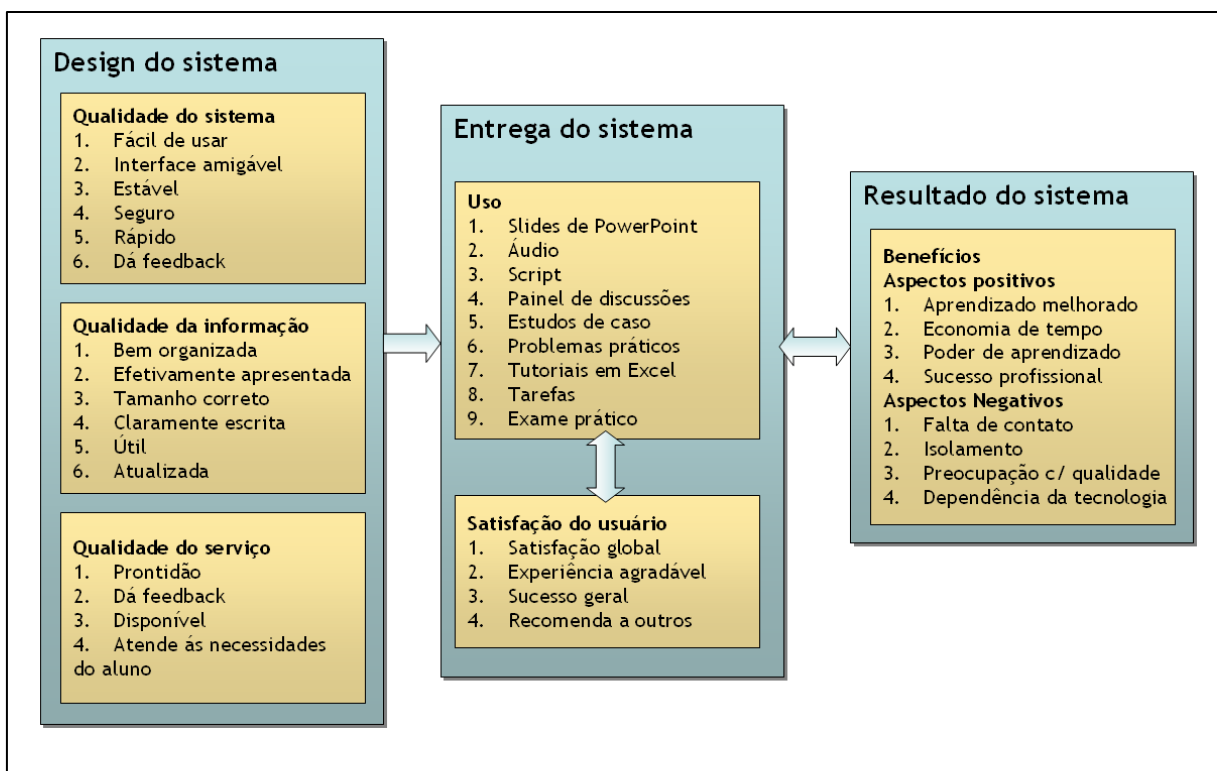 Design do sistema
Qualidade do sistema
1. Fácil de usar
2. Interface amigável
3. Estável
4. Seguro
5. Rápido
6. Dá feedback
Qualidade da informação
1. Bem organizada
2. Efetivamente apresentada
3. Tamanho correto
4. Claramente escrita
5. Útil
6. Atualizada
Qualidade do serviço
1. Prontidão
2. Dá feedback
3. Disponível
4. Atende ás necessidades
do aluno
Entrega do sistema
Uso
1. Slides de PowerPoint
2. Áudio
3. Script
4. Painel de discussões
5. Estudos de caso
6. Problemas práticos
7. Tutoriais em Excel
8. Tarefas
9. Exame prático
Satisfação do usuário
1. Satisfação global
2. Experiência agradável
3. Sucesso geral
4. Recomenda a outros
Resultado do sistema
Benefícios
Aspectos positivos
1. Aprendizado melhorado
2. Economia de tempo
3. Poder de aprendizado
4. Sucesso profissional
Aspectos Negativos
1. Falta de contato
2. Isolamento
3. Preocupação c/ qualidade
4. Dependência da tecnologia